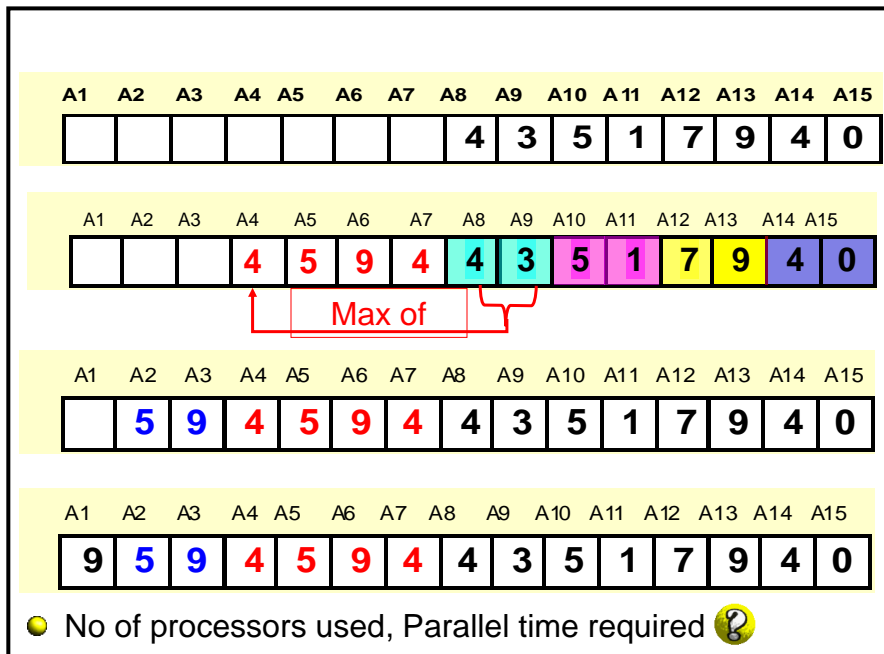 A1 A2 A3 A4 A5 A6 A7 A8 A9 A10 A11 A12 A13 A14 A15
4 3 5 1 7 9 4 0
A1 A2 A3 A4 A5 A6 A7 A8 A9 A10 A11 A12 A13 A14 A15
4 5 9 4 4 3 5 1 7 9 4 0
Max of
A1 A2 A3 A4 A5 A6 A7 A8 A9 A10 A11 A12 A13 A14 A15
5 9 4 5 9 4 4 3 5 1 7 9 4 0
A1 A2 A3 A4 A5 A6 A7 A8 A9 A10 A11 A12 A13 A14 A15
9 5 9 4 5 9 4 4 3 5 1 7 9 4 0
No of processors used, Parallel time required ?